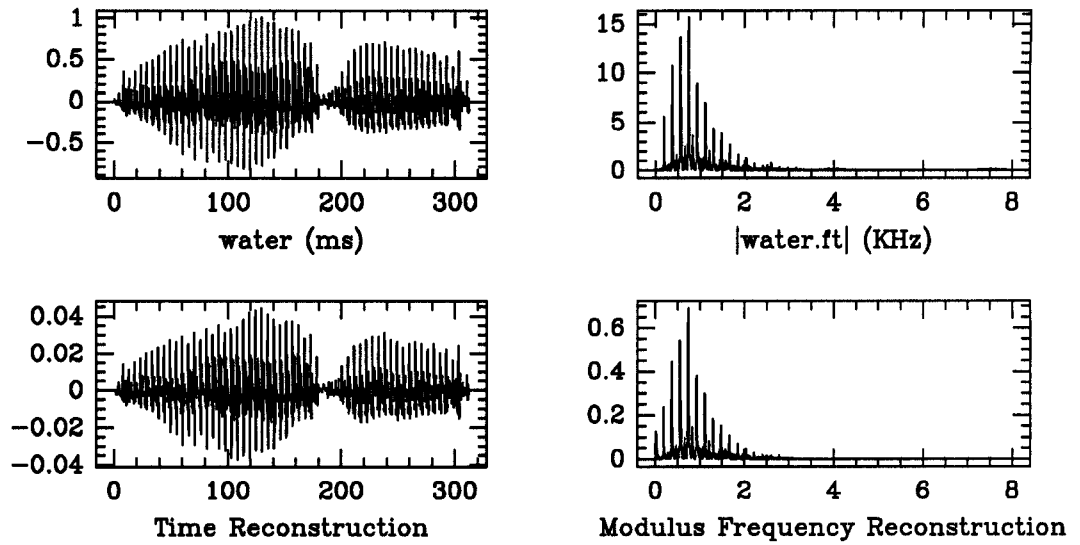 1
0.5
0
−0.5
0 100 200 300
water (ms)
15
10
5
0
0 2 4 6 8
|water.ft| (KHz)
0.04
0.02
0
−0.02
−0.04
0 100 200 300
Time Reconstruction
0.6
0.4
0.2
0
0 2 4 6 8
Modulus Frequency Reconstruction